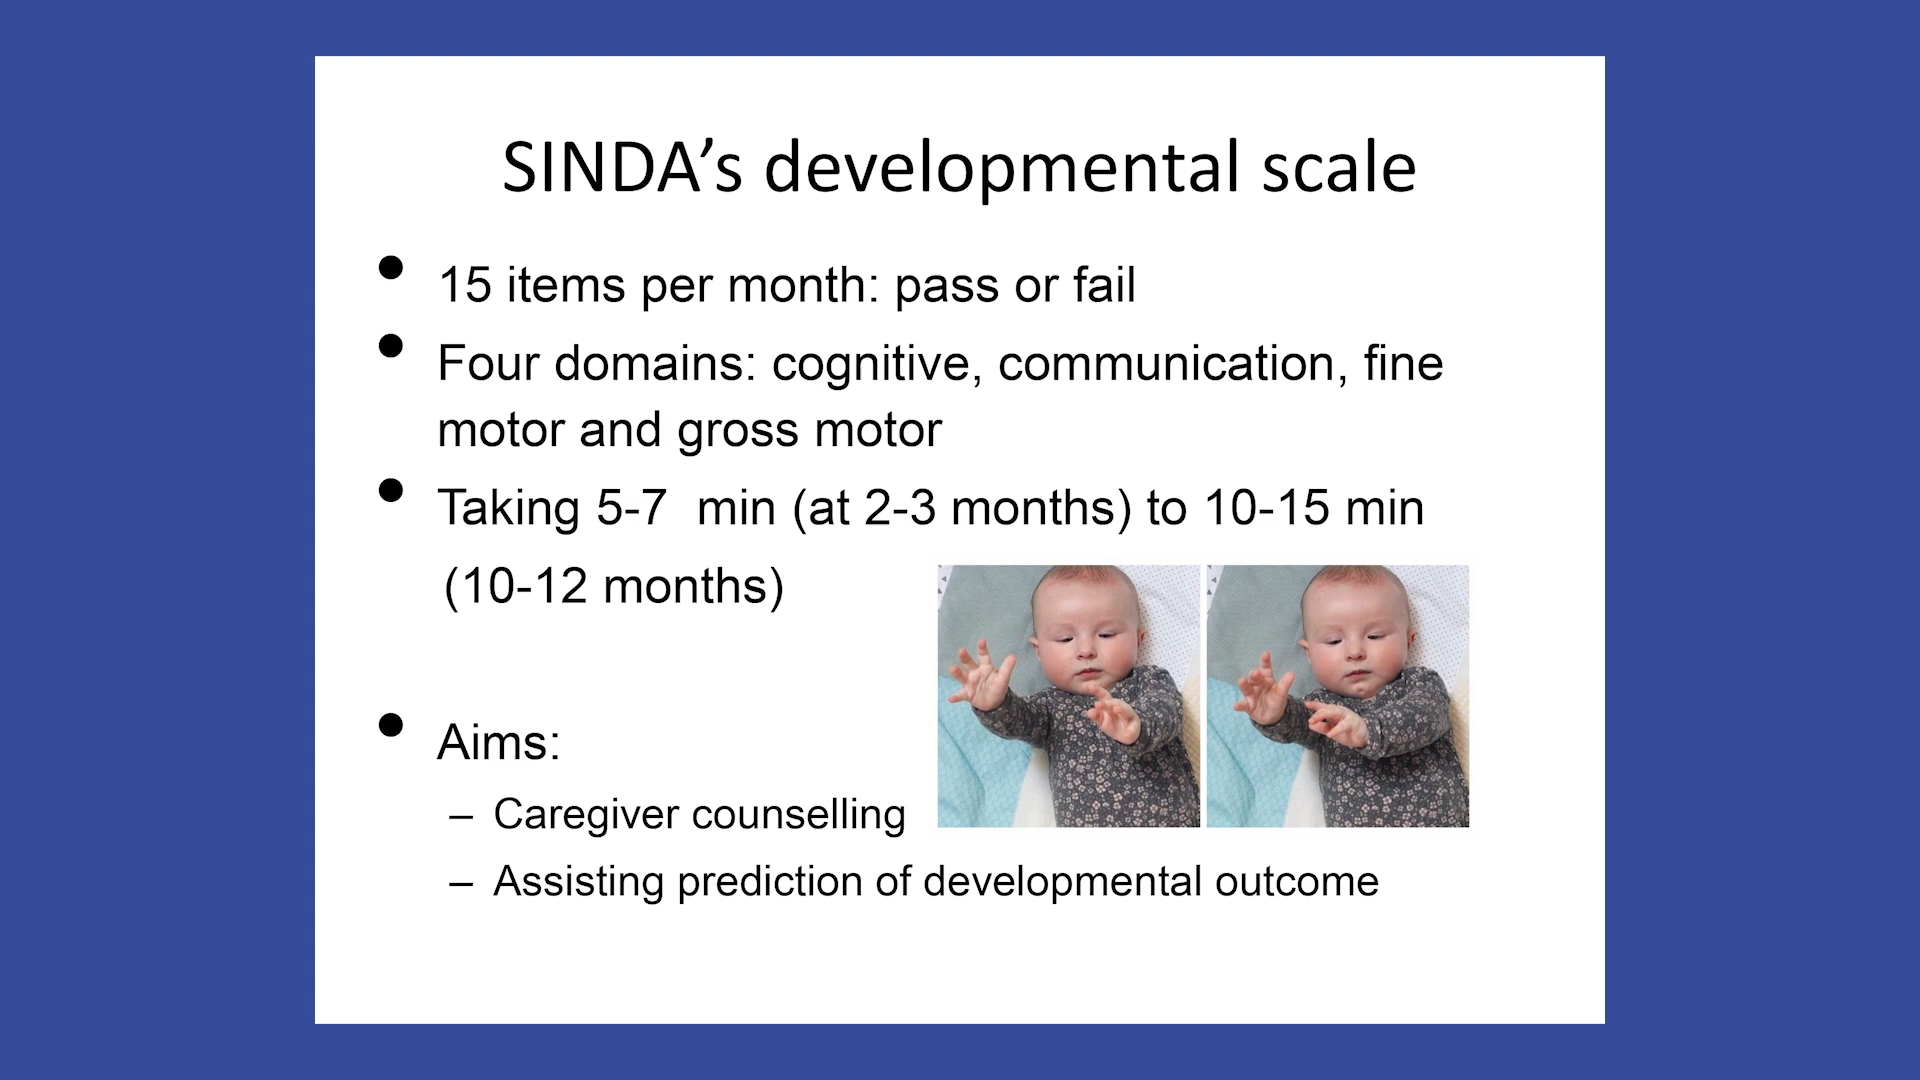 SINDA’s developmental scale
• 15 items per month: pass or fail
• Four domains: cognitive, communication, fine
motor and gross motor
• Taking 5-7  min (at 2-3 months) to 10-15 min
(10-12 months)
• Aims:
– Caregiver counselling
– Assisting prediction of developmental outcome